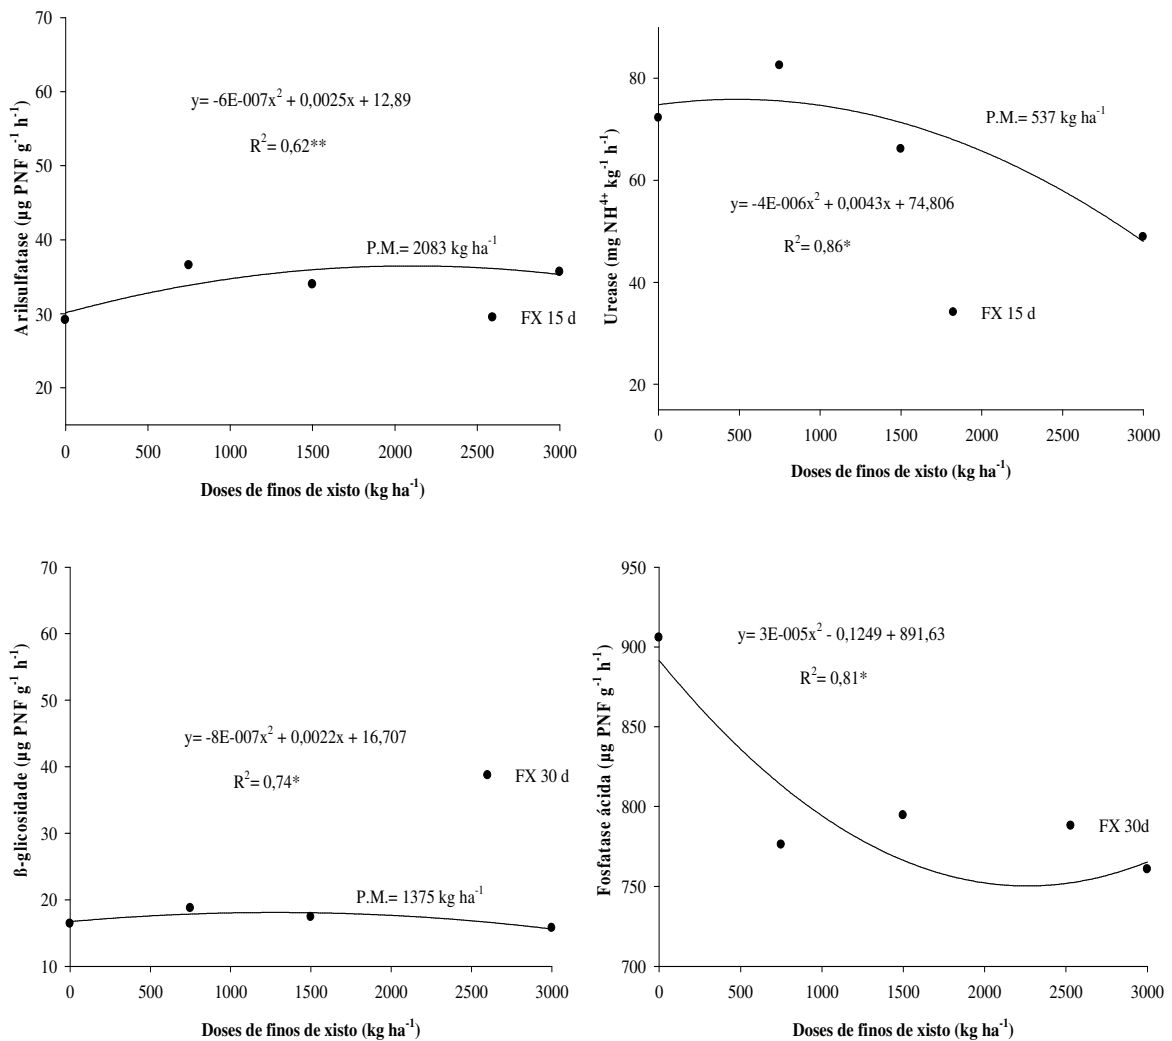 70
60
50
40
30
20
Arilsulfatase (µg PNF g⁻¹ h⁻¹)
y= -6E-007x² + 0,0025x + 12,89
R²= 0,62**
P.M.= 2083 kg ha⁻¹
FX 15 d
0 500 1000 1500 2000 2500 3000
Doses de finos de xisto (kg ha⁻¹)
80
60
40
20
Urease (mg NH⁴⁺ kg⁻¹ h⁻¹)
P.M.= 537 kg ha⁻¹
y= -4E-006x² + 0,0043x + 74,806
R²= 0,86*
FX 15 d
0 500 1000 1500 2000 2500 3000
Doses de finos de xisto (kg ha⁻¹)
70
60
50
40
30
20
10
ß-glicosidade (µg PNF g⁻¹ h⁻¹)
y= -8E-007x² + 0,0022x + 16,707
R²= 0,74*
FX 30 d
P.M.= 1375 kg ha⁻¹
0 500 1000 1500 2000 2500 3000
Doses de finos de xisto (kg ha⁻¹)
950
900
850
800
750
700
Fosfatase ácida (µg PNF g⁻¹ h⁻¹)
y= 3E-005x² - 0,1249 + 891,63
R²= 0,81*
FX 30d
0 500 1000 1500 2000 2500 3000
Doses de finos de xisto (kg ha⁻¹)